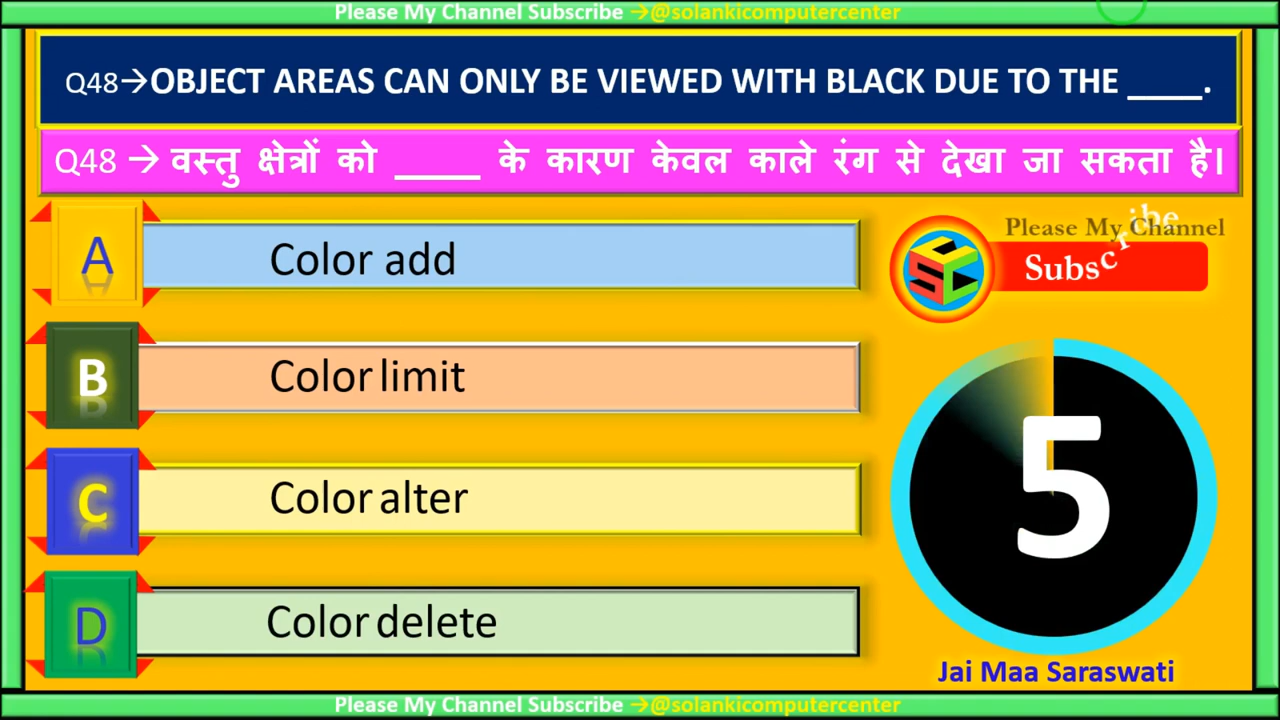 Please My Channel Subscribe →@solankicomputercenter
Q48→OBJECT AREAS CAN ONLY BE VIEWED WITH BLACK DUE TO THE ____.
Q48 → वस्तु क्षेत्रों को _____ के कारण केवल काले रंग से देखा जा सकता है।
A Color add
B Color limit
C Color alter
D Color delete
Please My Channel
Subscribe
SCC
5
Jai Maa Saraswati
Please My Channel Subscribe →@solankicomputercenter